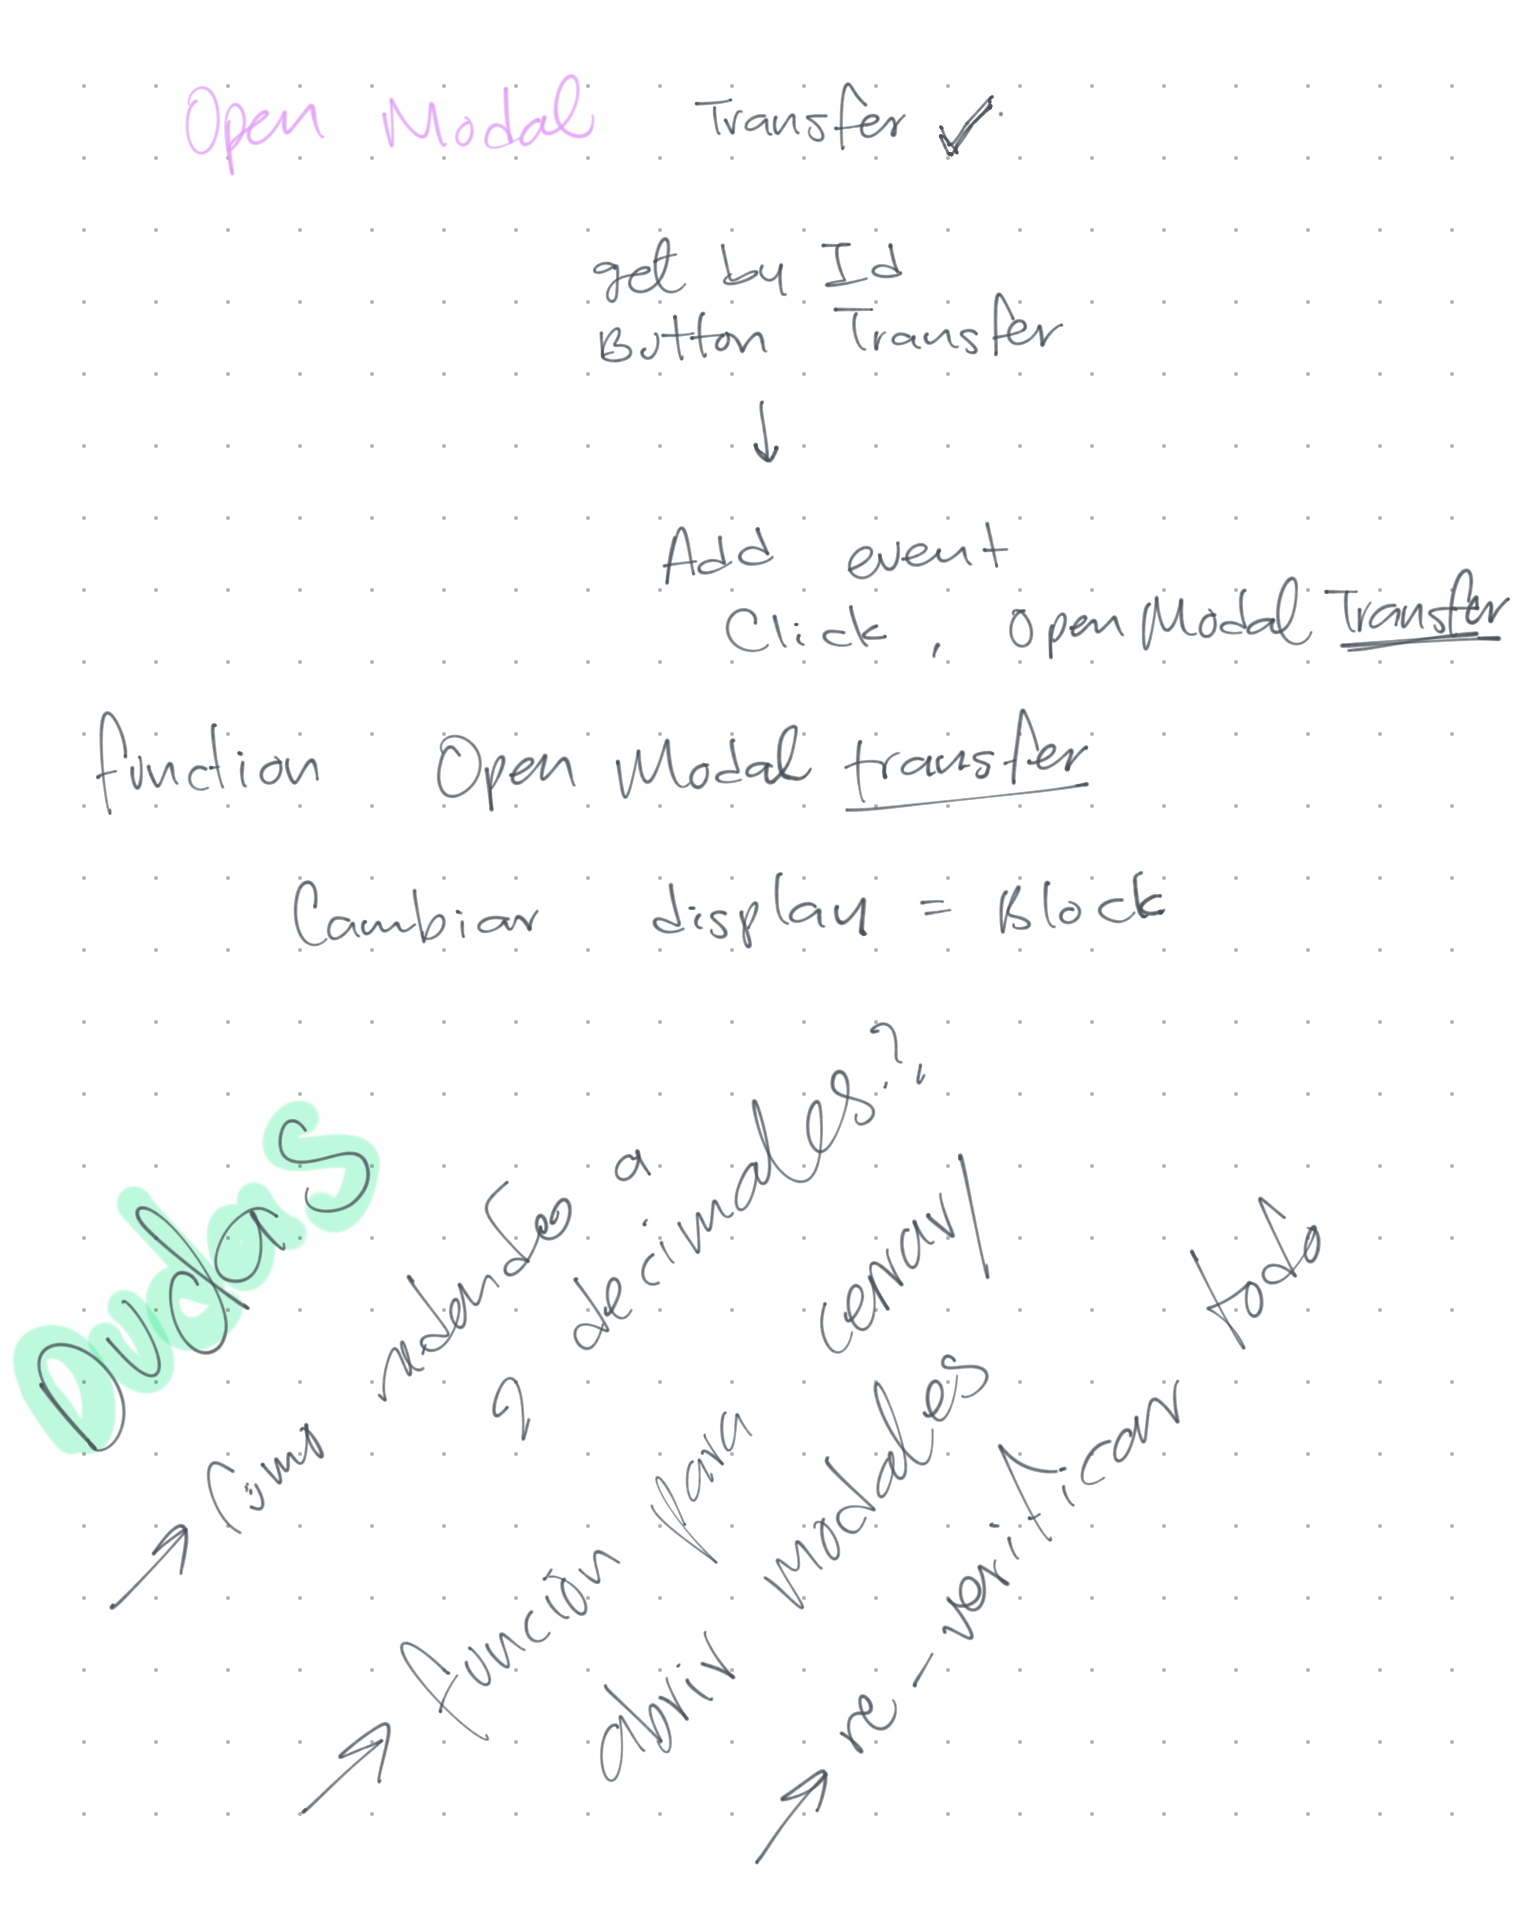 Open Modal Transfer ✓
get by Id
Button Transfer
↓
Add event
Click, Open Modal Transfer
function Open Modal transfer
Cambiar display = Block
Dudas
→ Como redondeo a
2 decimales?
→ función para cerrar/
abrir modales
→ re-verificar todo